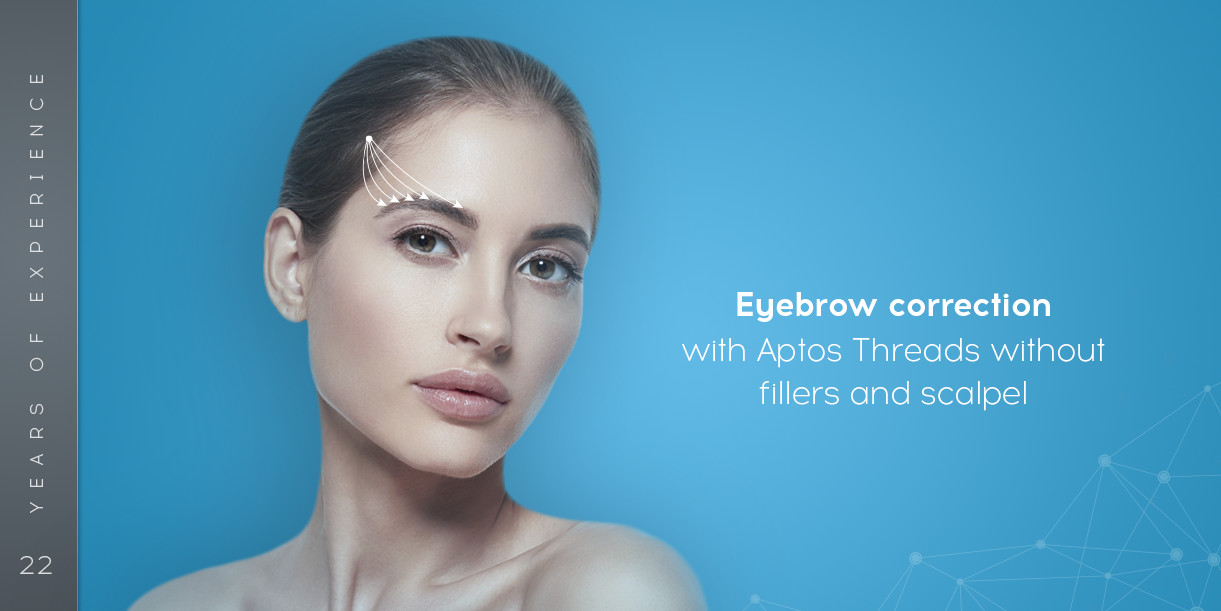 22 YEARS OF EXPERIENCE
Eyebrow correction
with Aptos Threads without
fillers and scalpel